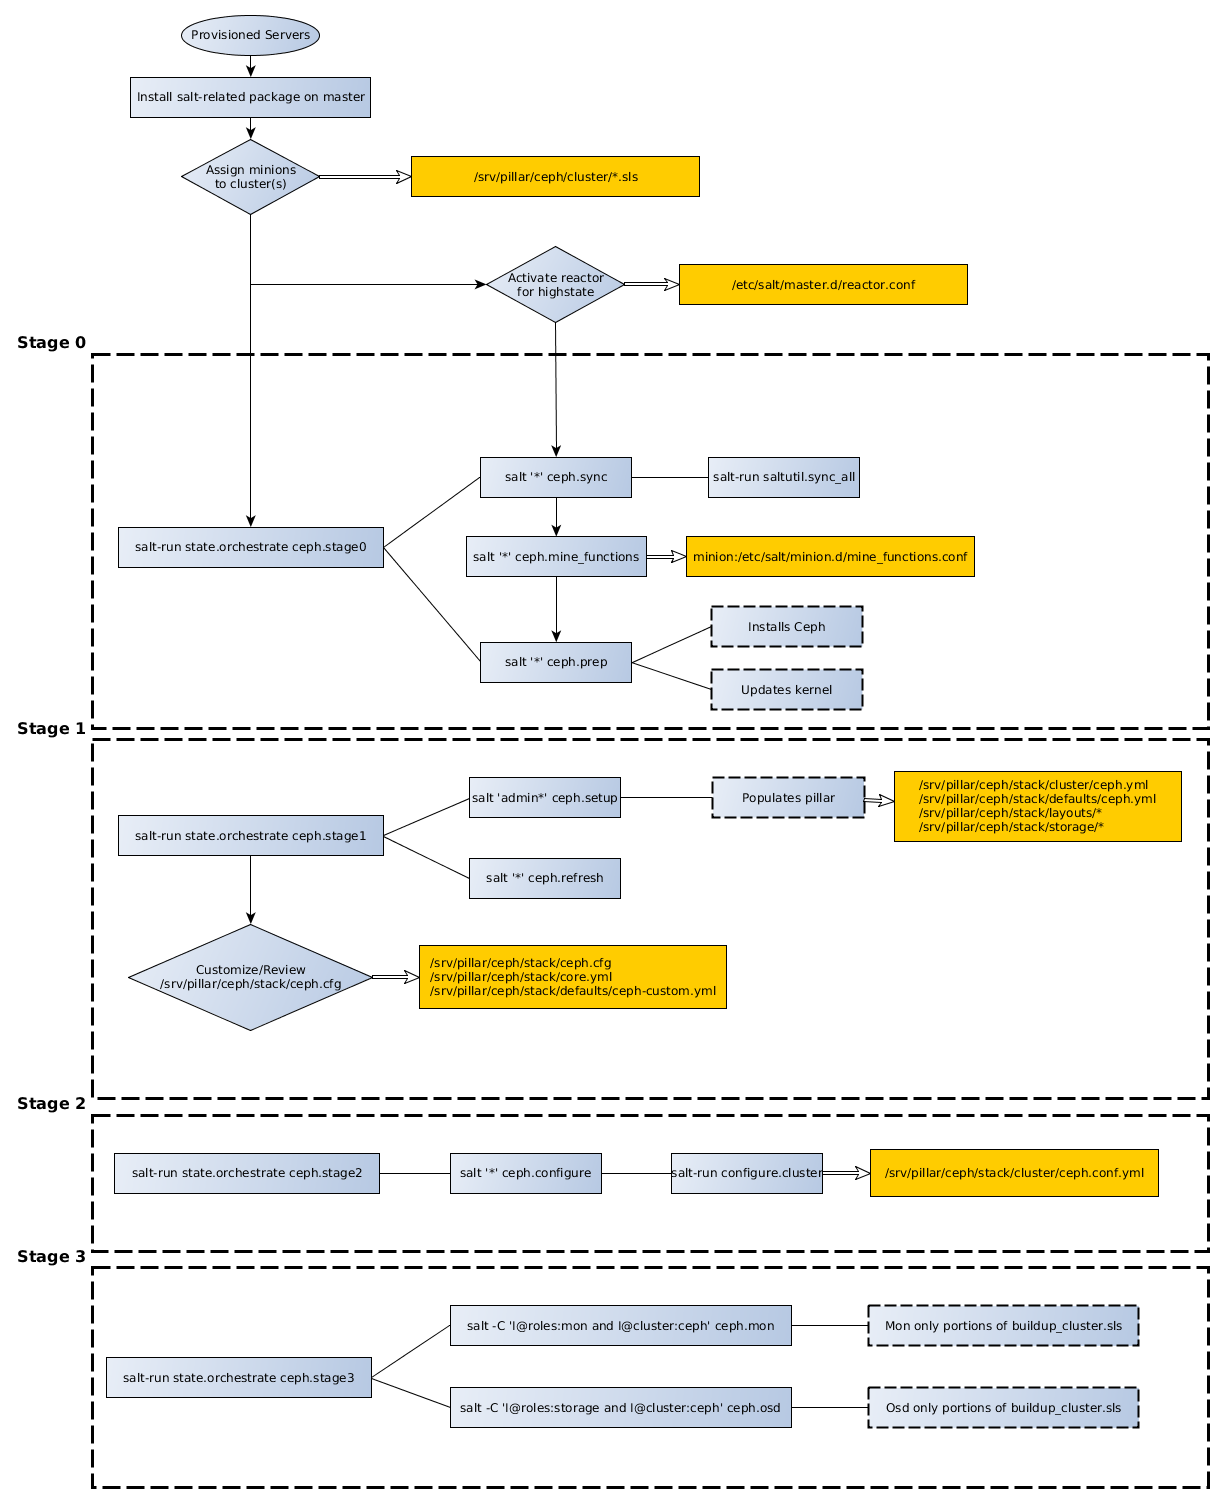 Provisioned Servers
Install salt-related package on master
Assign minions
to cluster(s)
/srv/pillar/ceph/cluster/*.sls
Activate reactor
for highstate
/etc/salt/master.d/reactor.conf
Stage 0
salt '*' ceph.sync
salt-run saltutil.sync_all
salt-run state.orchestrate ceph.stage0
salt '*' ceph.mine_functions
minion:/etc/salt/minion.d/mine_functions.conf
Installs Ceph
salt '*' ceph.prep
Updates kernel
Stage 1
salt 'admin*' ceph.setup
Populates pillar
/srv/pillar/ceph/stack/cluster/ceph.yml
/srv/pillar/ceph/stack/defaults/ceph.yml
/srv/pillar/ceph/stack/layouts/*
/srv/pillar/ceph/stack/storage/*
salt-run state.orchestrate ceph.stage1
salt '*' ceph.refresh
Customize/Review
/srv/pillar/ceph/stack/ceph.cfg
/srv/pillar/ceph/stack/ceph.cfg
/srv/pillar/ceph/stack/core.yml
/srv/pillar/ceph/stack/defaults/ceph-custom.yml
Stage 2
salt-run state.orchestrate ceph.stage2
salt '*' ceph.configure
salt-run configure.cluster
/srv/pillar/ceph/stack/cluster/ceph.conf.yml
Stage 3
salt -C 'I@roles:mon and I@cluster:ceph' ceph.mon
Mon only portions of buildup_cluster.sls
salt-run state.orchestrate ceph.stage3
salt -C 'I@roles:storage and I@cluster:ceph' ceph.osd
Osd only portions of buildup_cluster.sls